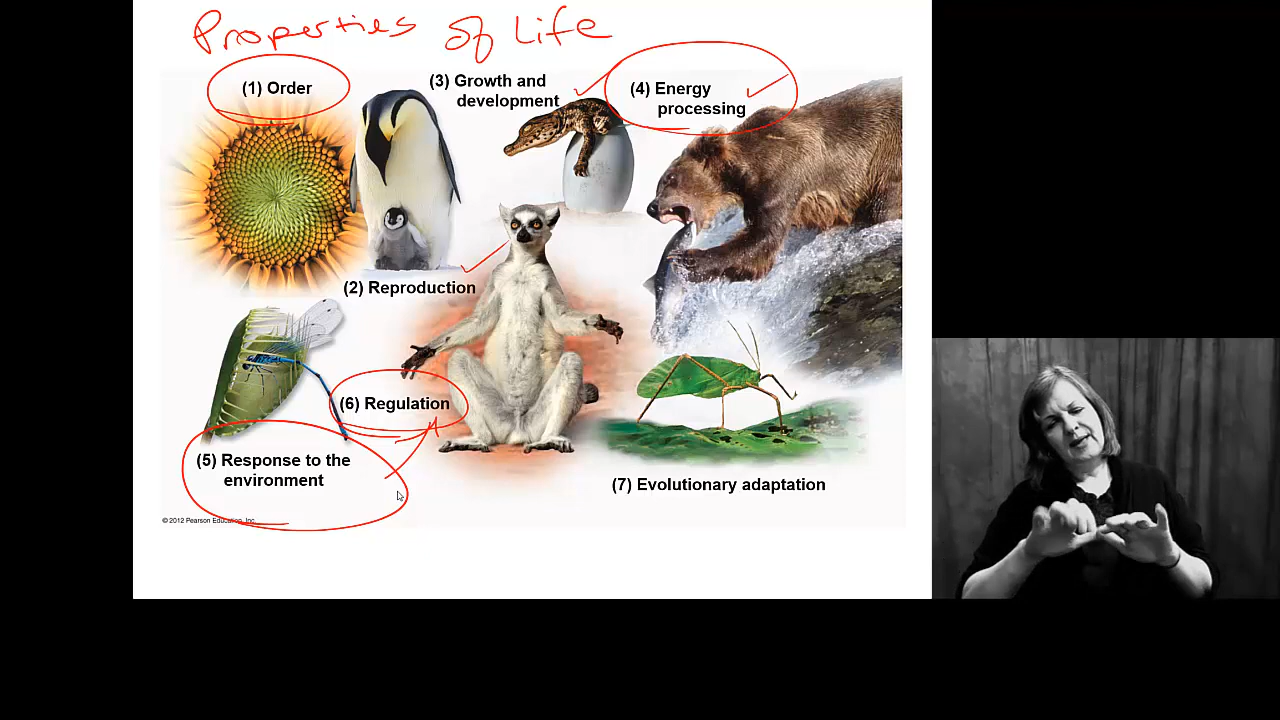 Properties of Life
(1) Order
(3) Growth and
development
(4) Energy
processing
(2) Reproduction
(6) Regulation
(5) Response to the
environment
(7) Evolutionary adaptation
© 2012 Pearson Education, Inc.